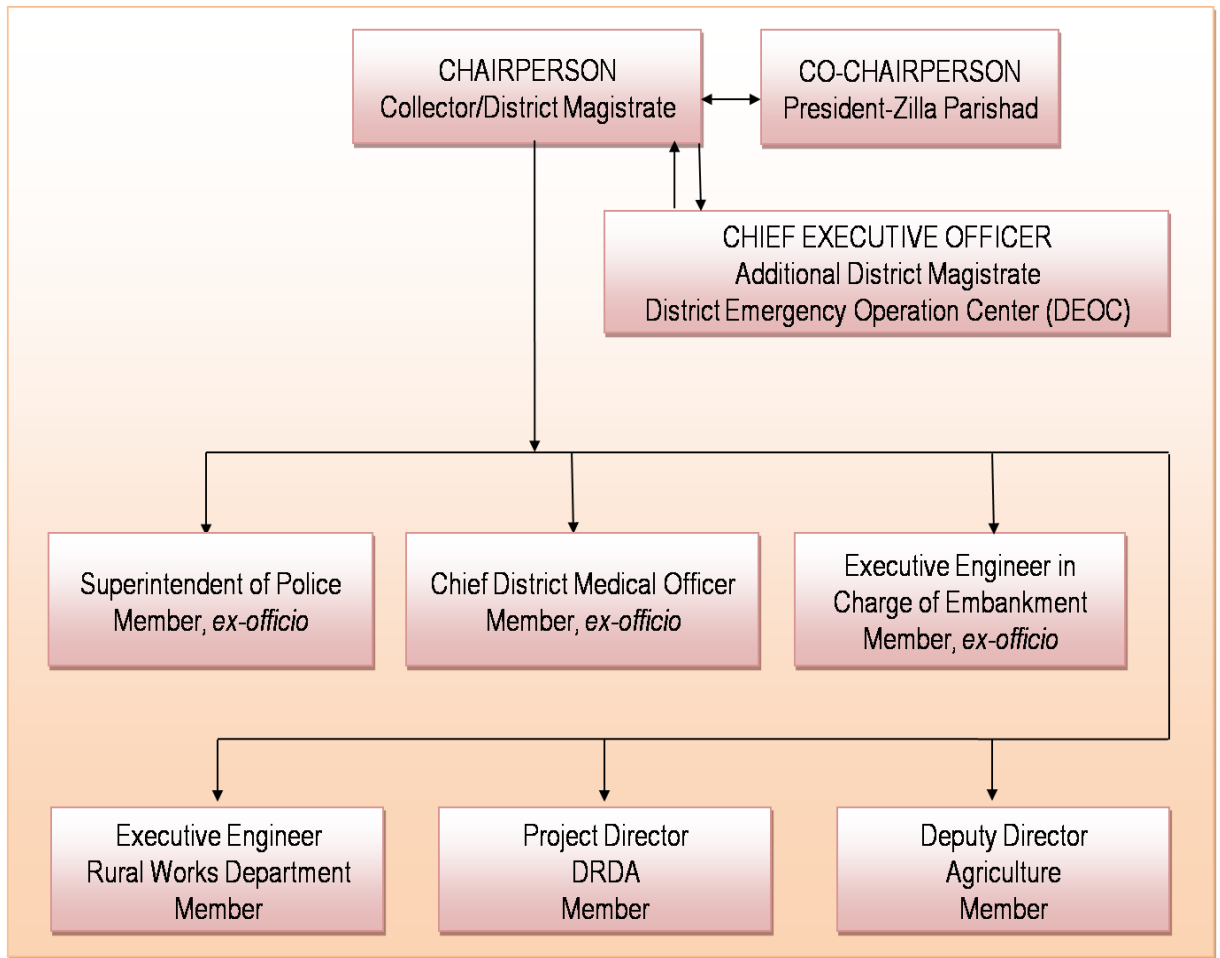 CHAIRPERSON
Collector/District Magistrate
CO-CHAIRPERSON
President-Zilla Parishad
CHIEF EXECUTIVE OFFICER
Additional District Magistrate
District Emergency Operation Center (DEOC)
Superintendent of Police
Member, ex-officio
Chief District Medical Officer
Member, ex-officio
Executive Engineer in
Charge of Embankment
Member, ex-officio
Executive Engineer
Rural Works Department
Member
Project Director
DRDA
Member
Deputy Director
Agriculture
Member